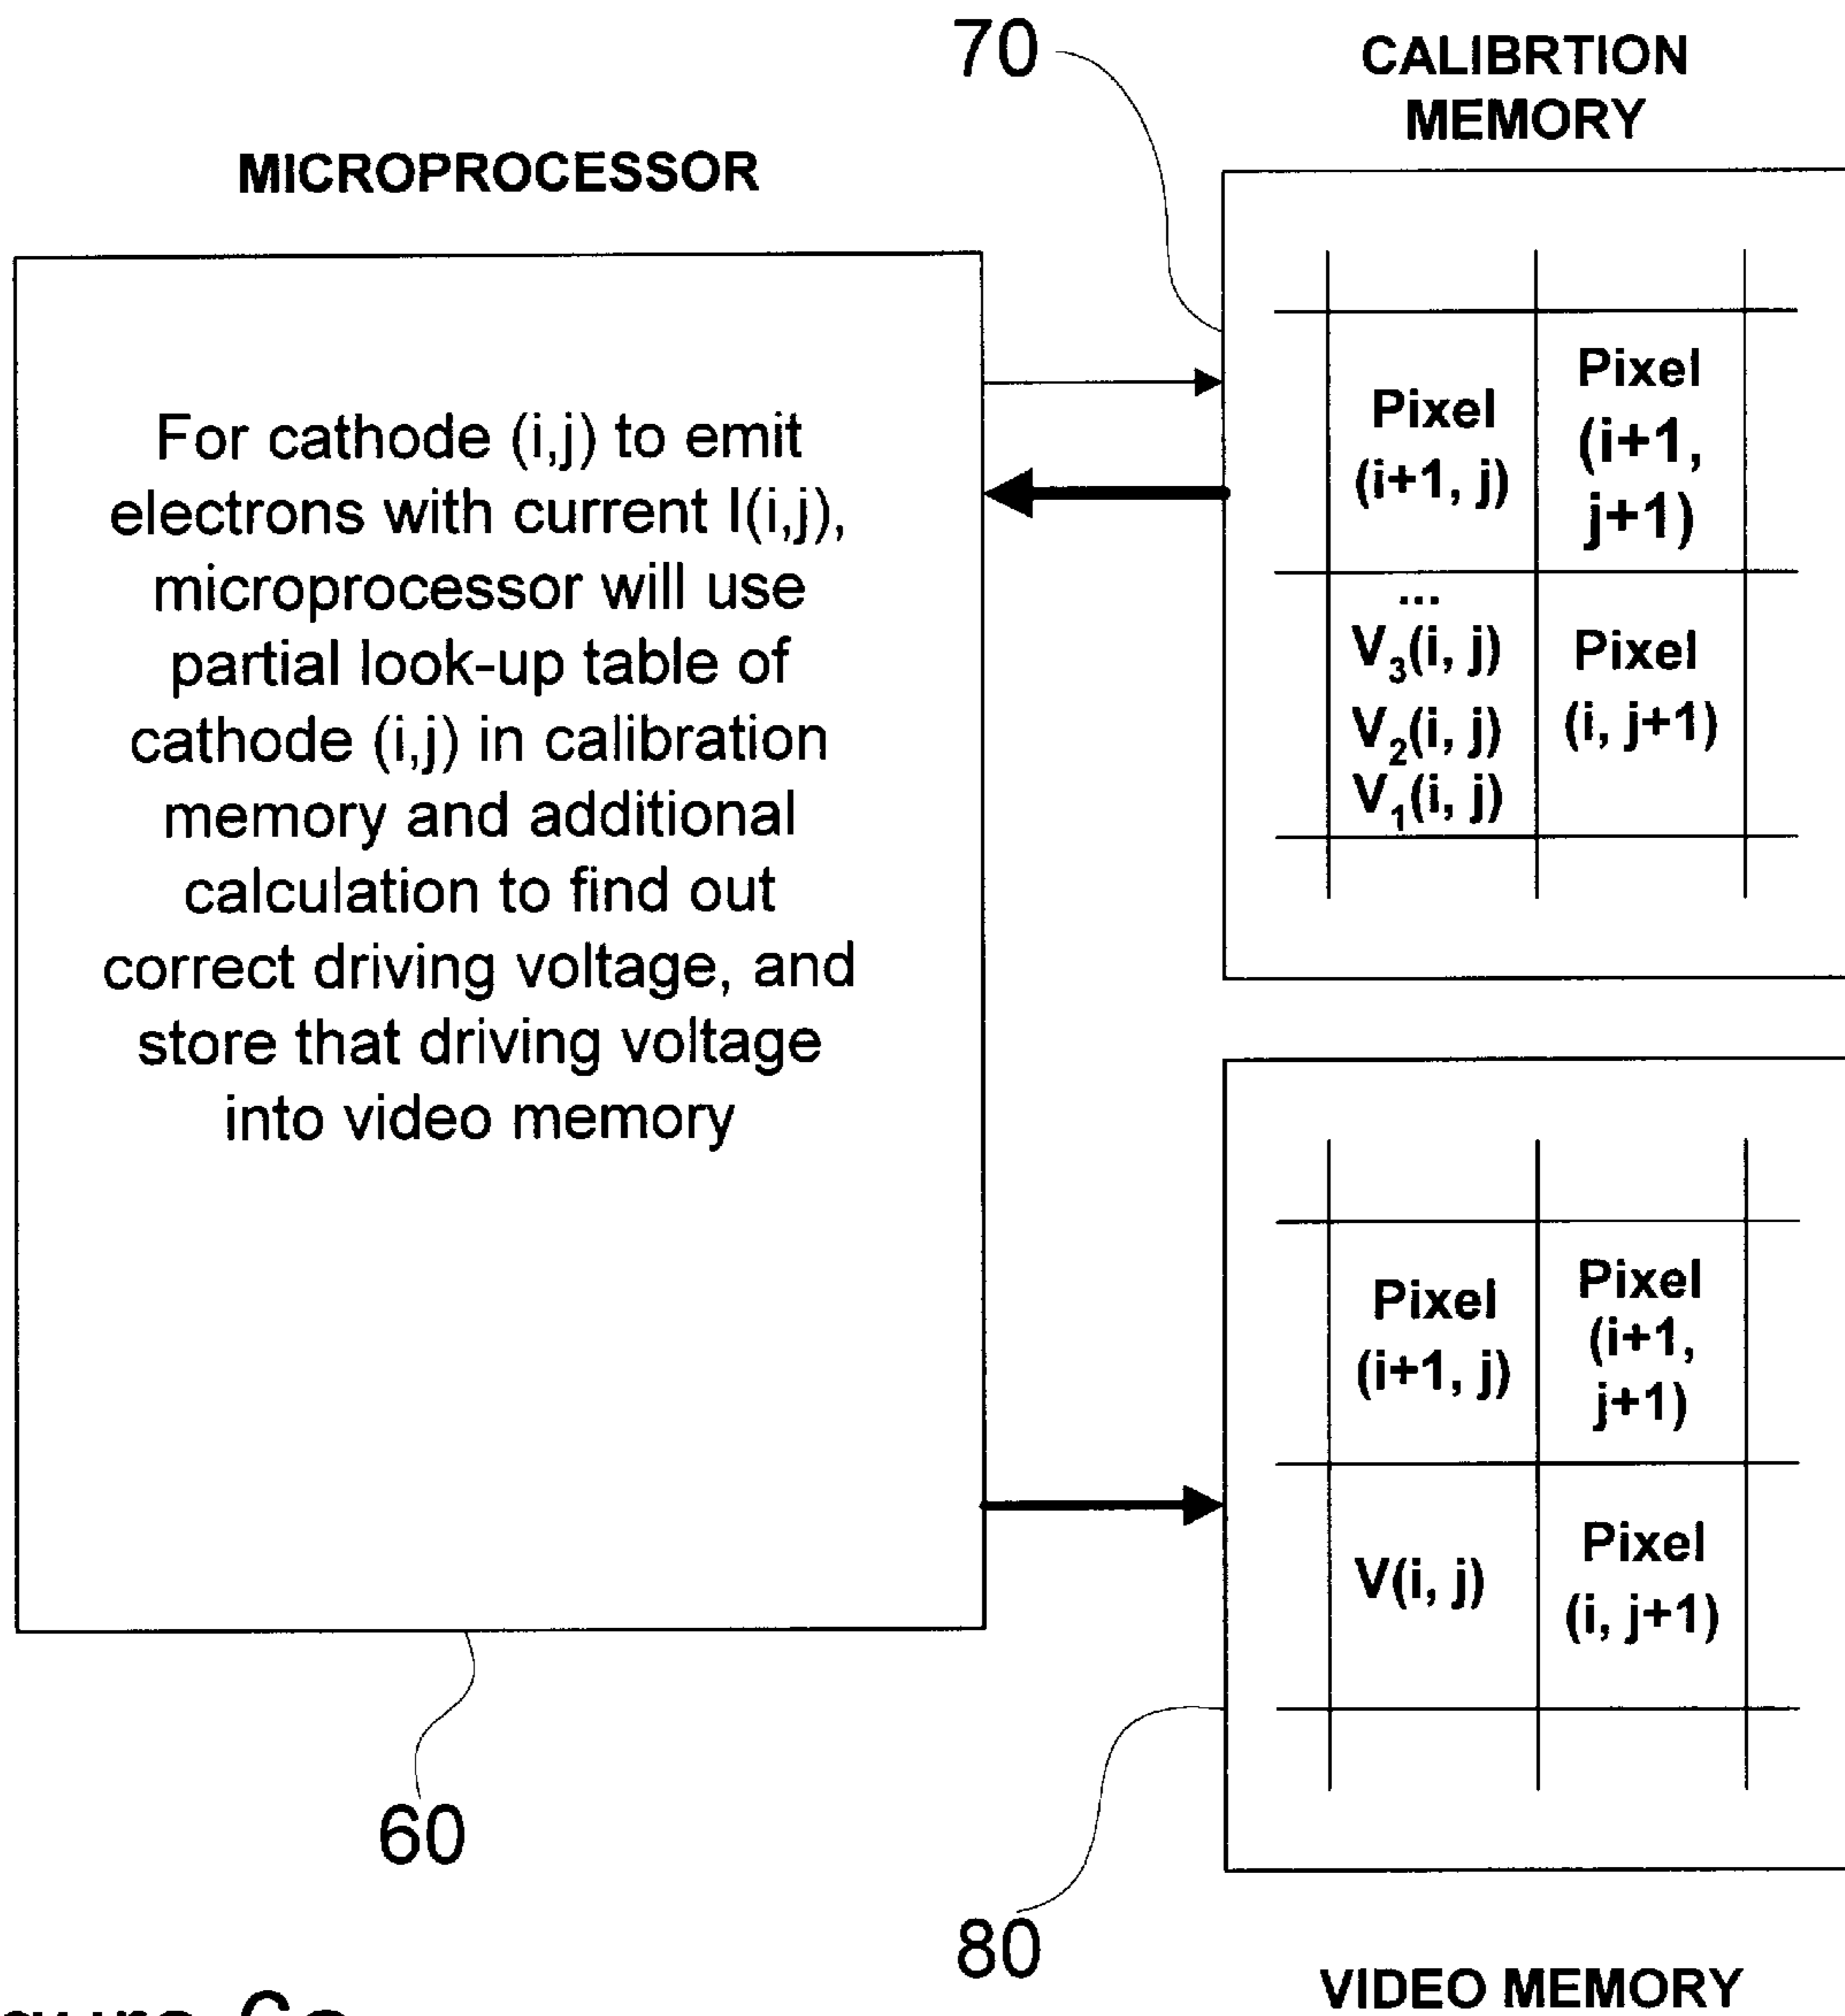 70
CALIBRTION
MEMORY
MICROPROCESSOR
For cathode (i,j) to emit
electrons with current I(i,j),
microprocessor will use
partial look-up table of
cathode (i,j) in calibration
memory and additional
calculation to find out
correct driving voltage, and
store that driving voltage
into video memory
Pixel
(i+1, j)
Pixel
(i+1,
j+1)
...
V₃(i, j)
V₂(i, j)
V₁(i, j)
Pixel
(i, j+1)
Pixel
(i+1, j)
Pixel
(i+1,
j+1)
V(i, j)
Pixel
(i, j+1)
60
80
VIDEO MEMORY